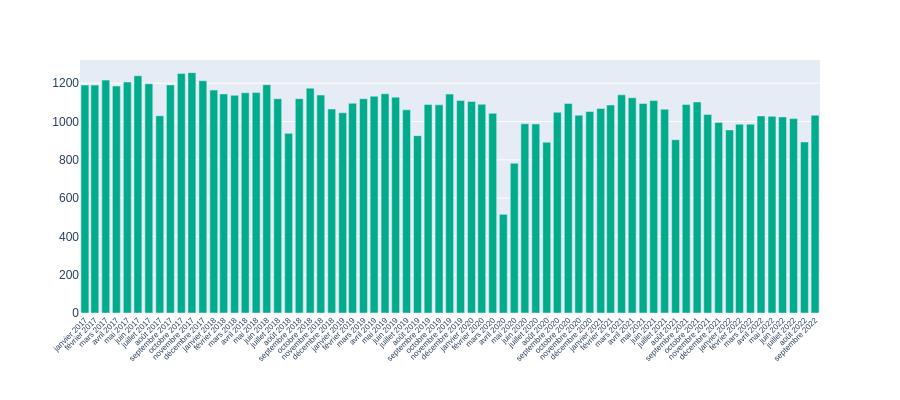 1200
1000
800
600
400
200
0
janvier 2017
février 2017
mars 2017
avril 2017
mai 2017
juin 2017
juillet 2017
août 2017
septembre 2017
octobre 2017
novembre 2017
décembre 2017
janvier 2018
février 2018
mars 2018
avril 2018
mai 2018
juin 2018
juillet 2018
août 2018
septembre 2018
octobre 2018
novembre 2018
décembre 2018
janvier 2019
février 2019
mars 2019
avril 2019
mai 2019
juin 2019
juillet 2019
août 2019
septembre 2019
octobre 2019
novembre 2019
décembre 2019
janvier 2020
février 2020
mars 2020
avril 2020
mai 2020
juin 2020
juillet 2020
août 2020
septembre 2020
octobre 2020
novembre 2020
décembre 2020
janvier 2021
février 2021
mars 2021
avril 2021
mai 2021
juin 2021
juillet 2021
août 2021
septembre 2021
octobre 2021
novembre 2021
décembre 2021
janvier 2022
février 2022
mars 2022
avril 2022
mai 2022
juin 2022
juillet 2022
août 2022
septembre 2022